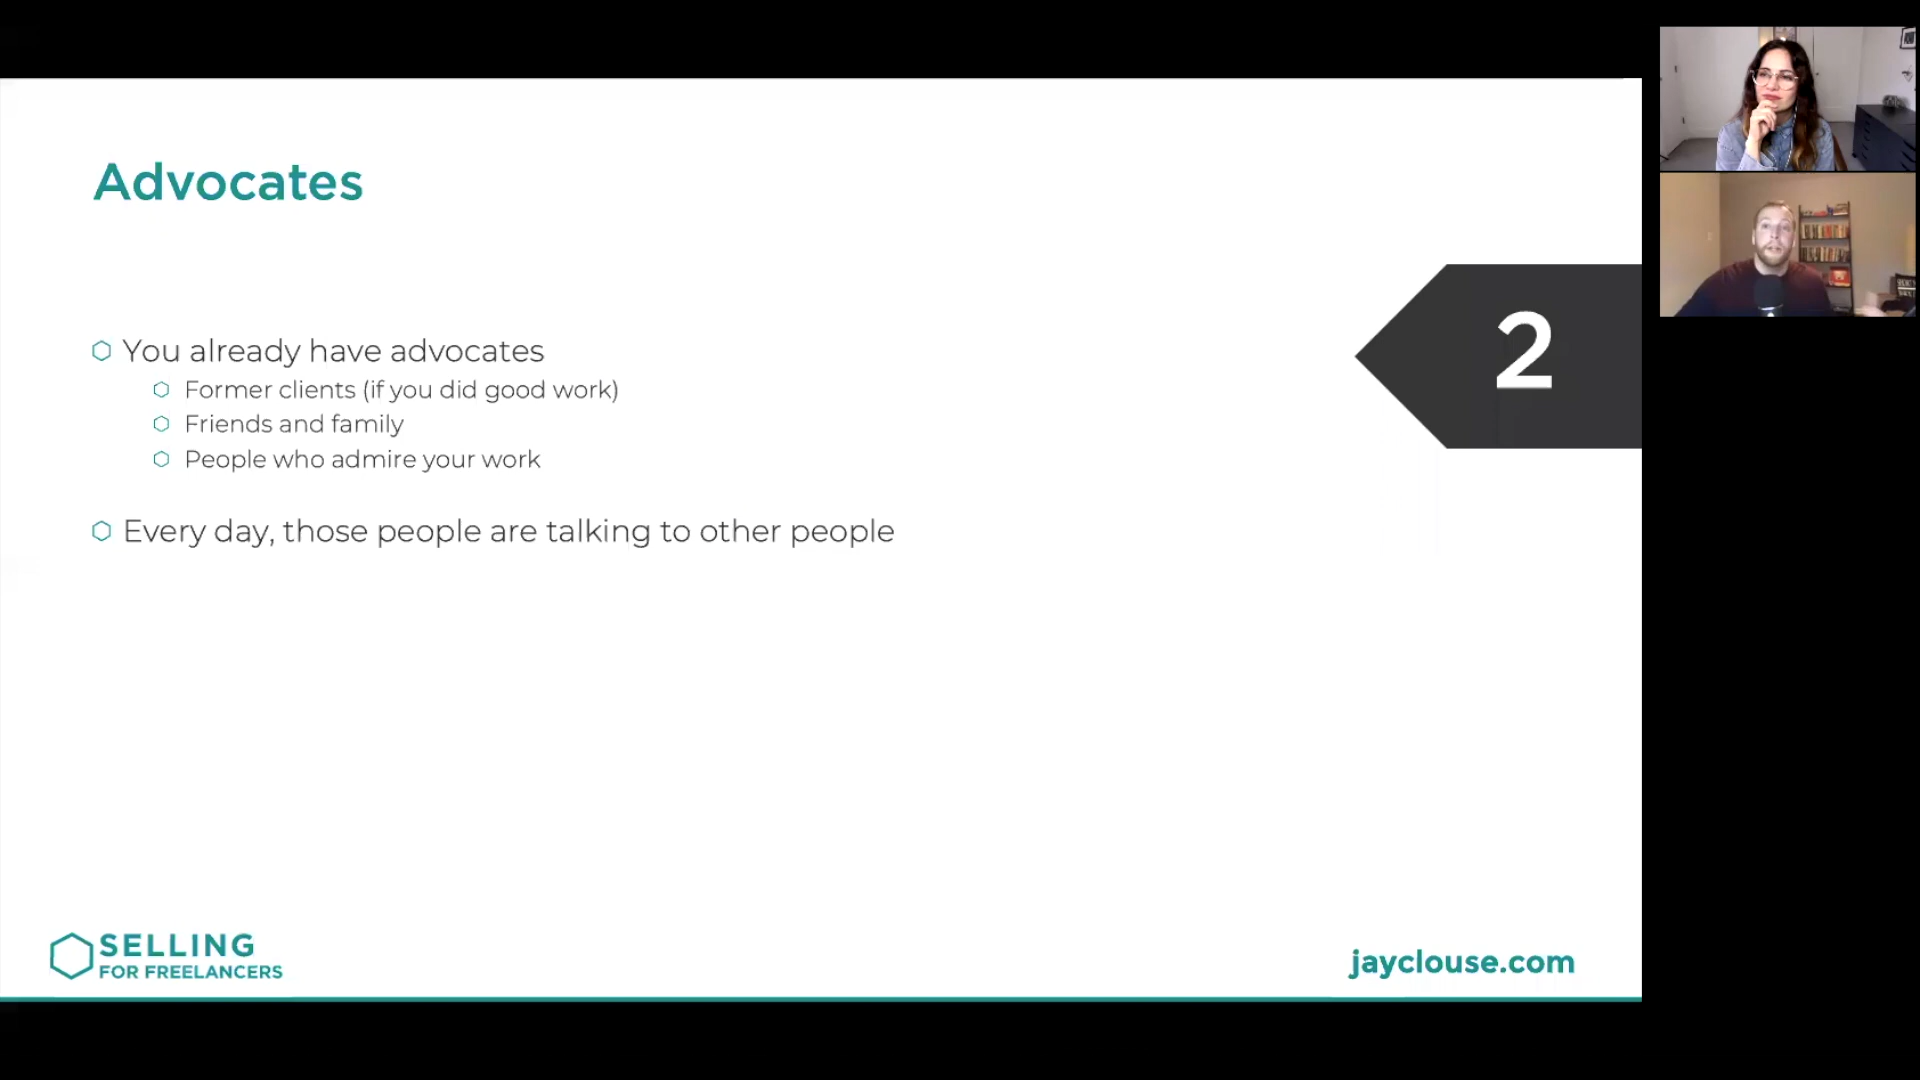 Advocates
2
You already have advocates
Former clients (if you did good work)
Friends and family
People who admire your work
Every day, those people are talking to other people
SELLING
FOR FREELANCERS
jayclouse.com